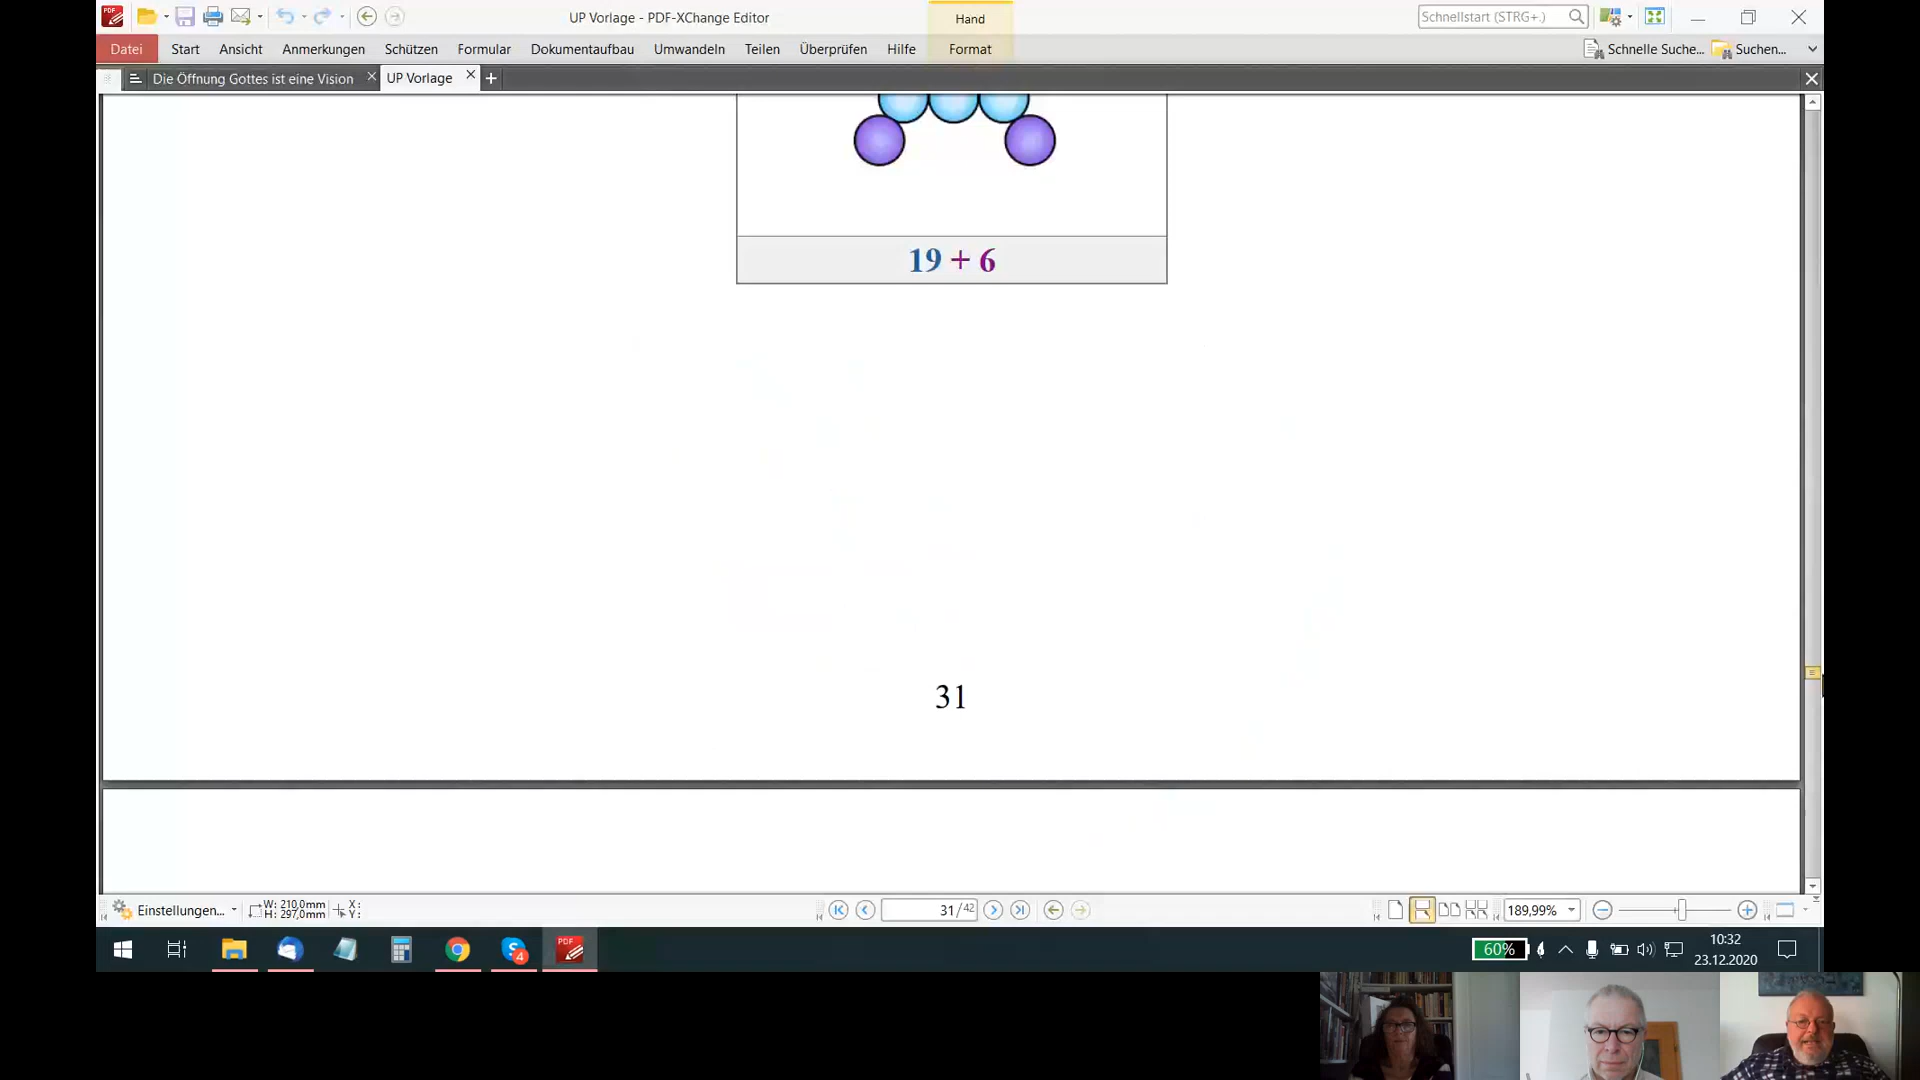 UP Vorlage - PDF-XChange Editor
Hand
Schnellstart (STRG+.)
Datei
Start
Ansicht
Anmerkungen
Schützen
Formular
Dokumentaufbau
Umwandeln
Teilen
Überprüfen
Hilfe
Format
Schnelle Suche...
Suchen...
Die Öffnung Gottes ist eine Vision
UP Vorlage
19 + 6
31
Einstellungen...
W: 210,0mm
H: 297,0mm
X:
Y:
31 / 42
189,99%
PDF
4
60%
10:32
23.12.2020